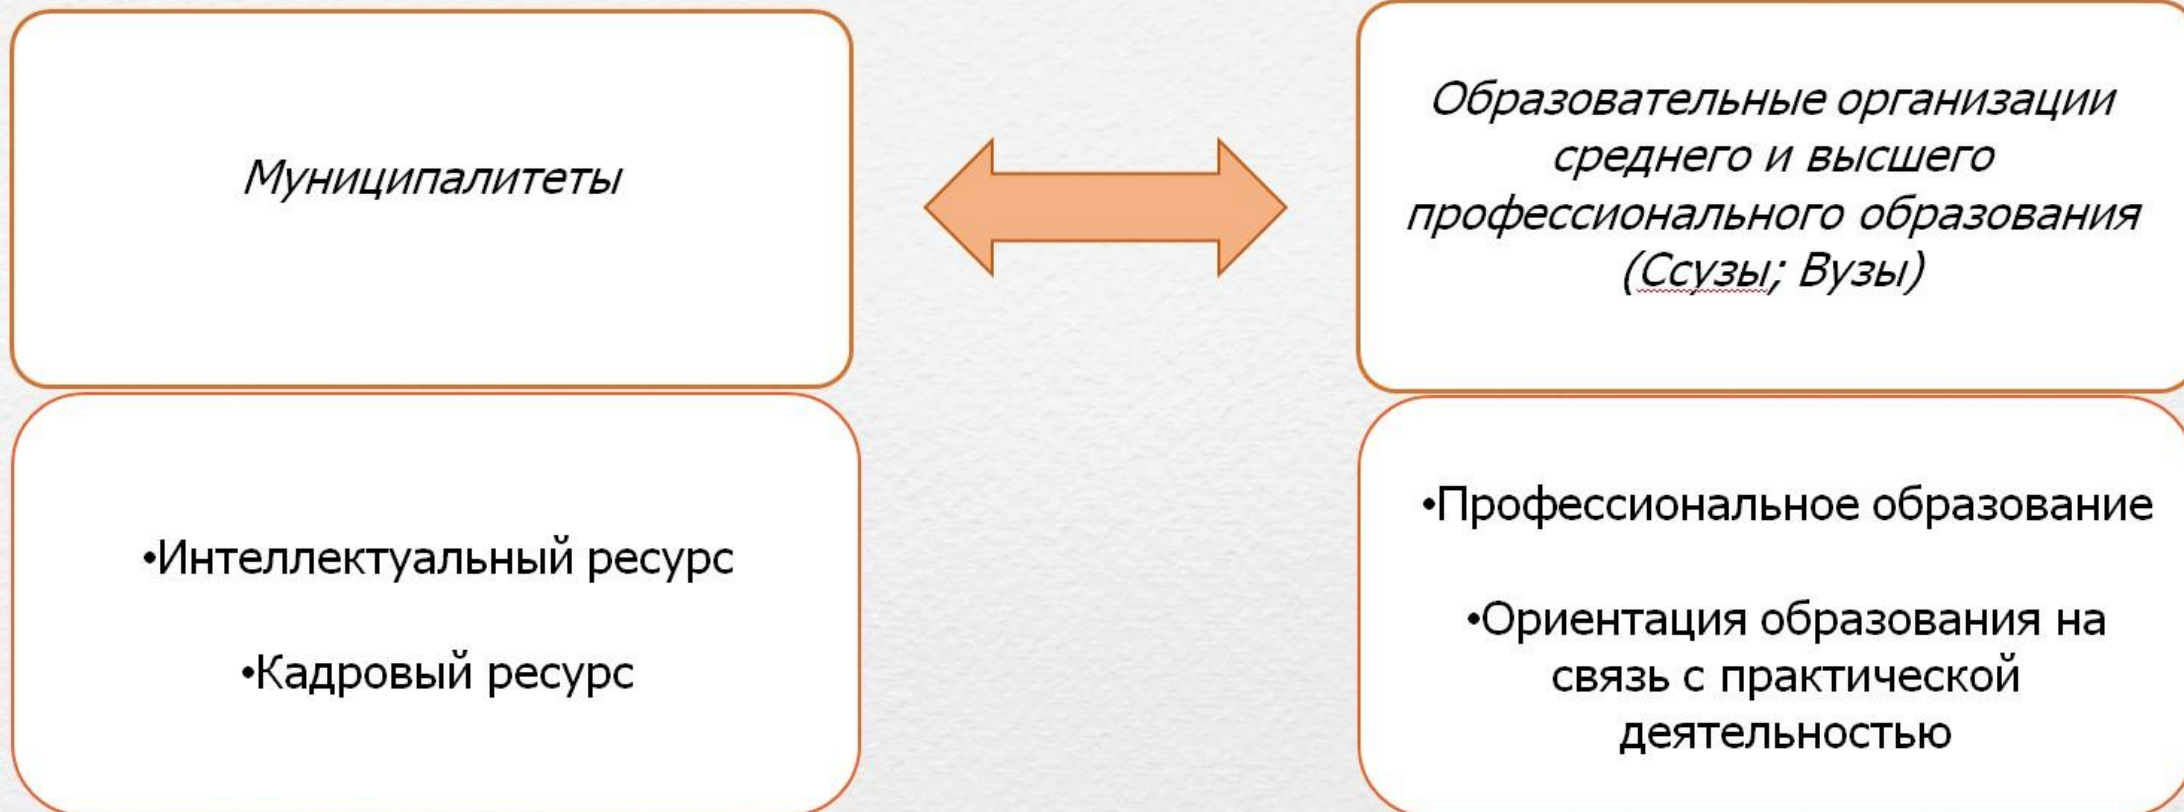 Муниципалитеты
•Интеллектуальный ресурс
•Кадровый ресурс
Образовательные организации
среднего и высшего
профессионального образования
(Ссузы; Вузы)
•Профессиональное образование
•Ориентация образования на
связь с практической
деятельностью